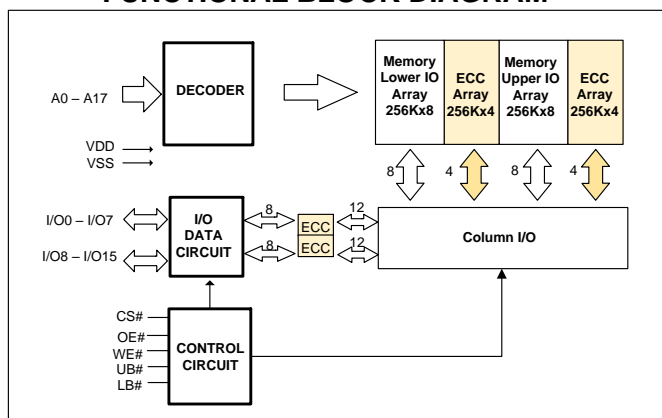 FUNCTIONAL BLOCK DIAGRAM
A0 – A17
DECODER
Memory
Lower IO
Array
256Kx8
ECC
Array
256Kx4
Memory
Upper IO
Array
256Kx8
ECC
Array
256Kx4
VDD
VSS
8
4
8
4
I/O0 – I/O7
I/O8 – I/O15
I/O
DATA
CIRCUIT
8
8
ECC
ECC
12
12
Column I/O
CS#
OE#
WE#
UB#
LB#
CONTROL
CIRCUIT